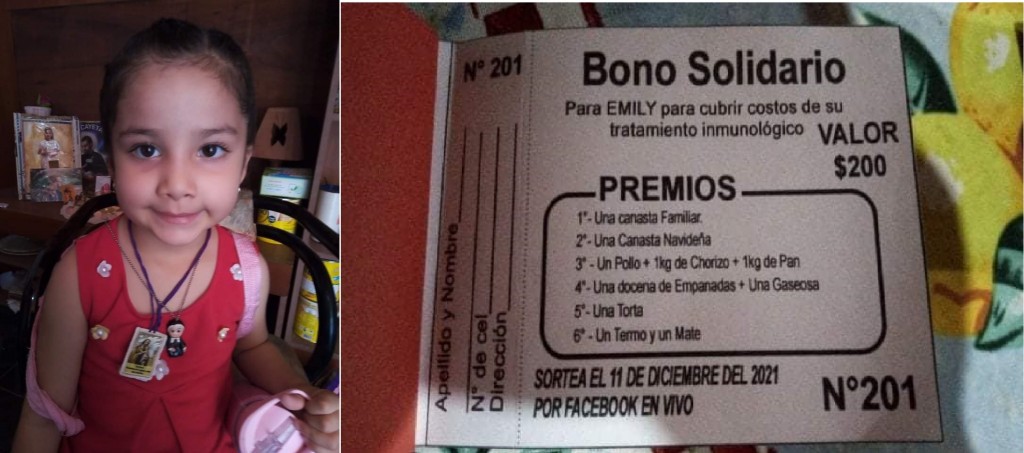 N° 201
Apellido y Nombre
N° de cel
Dirección
Bono Solidario
Para EMILY para cubrir costos de su
tratamiento inmunológico
VALOR
$200
PREMIOS
1°- Una canasta Familiar.
2°- Una Canasta Navideña
3°- Un Pollo + 1kg de Chorizo + 1kg de Pan
4°- Una docena de Empanadas + Una Gaseosa
5°- Una Torta
6°- Un Termo y un Mate
SORTEA EL 11 DE DICIEMBRE DEL 2021
POR FACEBOOK EN VIVO
N°201